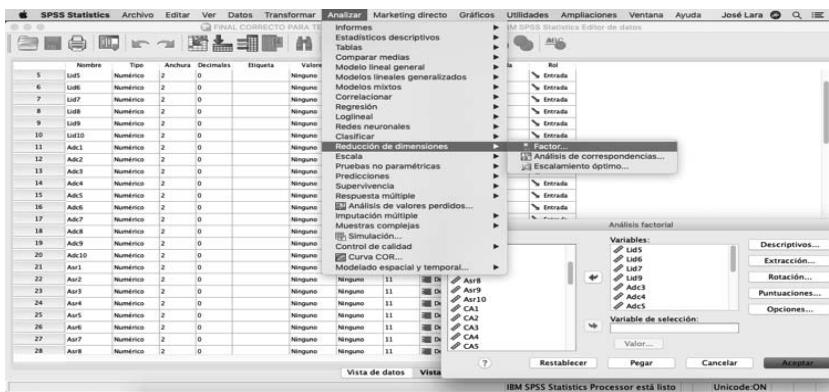 SPSS Statistics Archivo Editar Ver Datos Transformar Analizar Marketing directo Gráficos Utilidades Ampliaciones Ventana Ayuda José Lara
FINAL CORRECTO PARA TE
IBM SPSS Statistics Editor de datos
Informes
Estadísticos descriptivos
Tablas
Comparar medias
Modelo lineal general
Modelos lineales generalizados
Modelos mixtos
Correlacionar
Regresión
Loglineal
Redes neuronales
Clasificar
Reducción de dimensiones
Escala
Pruebas no paramétricas
Predicciones
Supervivencia
Respuesta múltiple
Análisis de valores perdidos...
Imputación múltiple
Muestras complejas
Simulación...
Control de calidad
Curva COR...
Modelado espacial y temporal...
Factor...
Análisis de correspondencias...
Escalamiento óptimo...
Nombre Tipo Anchura Decimales Etiqueta Valore Rol
5 Lid5 Numérico 2 0 Ninguno Entrada
6 Lid6 Numérico 2 0 Ninguno Entrada
7 Lid7 Numérico 2 0 Ninguno Entrada
8 Lid8 Numérico 2 0 Ninguno Entrada
9 Lid9 Numérico 2 0 Ninguno Entrada
10 Lid10 Numérico 2 0 Ninguno Entrada
11 Adc1 Numérico 2 0 Ninguno
12 Adc2 Numérico 2 0 Ninguno
13 Adc3 Numérico 2 0 Ninguno
14 Adc4 Numérico 2 0 Ninguno Entrada
15 Adc5 Numérico 2 0 Ninguno Entrada
16 Adc6 Numérico 2 0 Ninguno Entrada
17 Adc7 Numérico 2 0 Ninguno
18 Adc8 Numérico 2 0 Ninguno
19 Adc9 Numérico 2 0 Ninguno
20 Adc10 Numérico 2 0 Ninguno
21 Asr1 Numérico 2 0 Ninguno
22 Asr2 Numérico 2 0 Ninguno Ninguno 11
23 Asr3 Numérico 2 0 Ninguno Ninguno 11
24 Asr4 Numérico 2 0 Ninguno Ninguno 11
25 Asr5 Numérico 2 0 Ninguno Ninguno 11
26 Asr6 Numérico 2 0 Ninguno Ninguno 11
27 Asr7 Numérico 2 0 Ninguno Ninguno 11
28 Asr8 Numérico 2 0 Ninguno Ninguno 11
Análisis factorial
Asr8
Asr9
Asr10
CA1
CA2
CA3
CA4
CA5
Variables:
Lid5
Lid6
Lid7
Lid9
Adc3
Adc4
Adc5
Variable de selección:
Valor...
Descriptivos...
Extracción...
Rotación...
Puntuaciones...
Opciones...
? Restablecer Pegar Cancelar Aceptar
Vista de datos Vista
IBM SPSS Statistics Processor está listo Unicode:ON